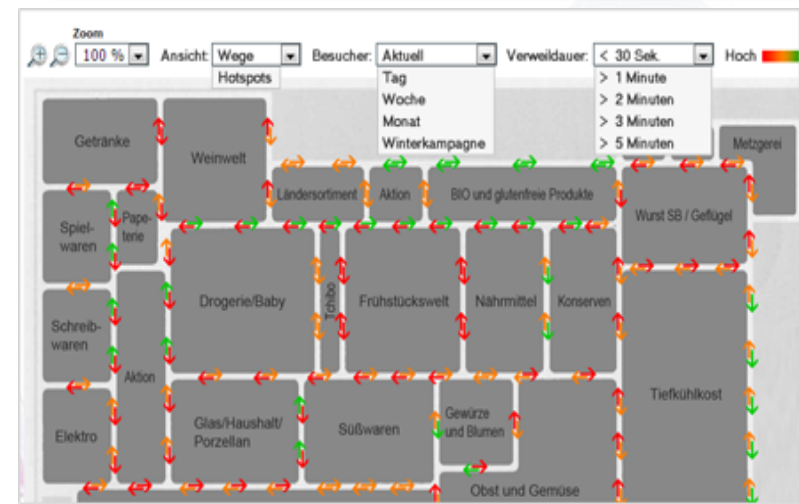 Zoom
100 % Ansicht: Wege Besucher: Aktuell Verweildauer: < 30 Sek. Hoch
Hotspots
Tag
Woche
Monat
Winterkampagne
> 1 Minute
> 2 Minuten
> 3 Minuten
> 5 Minuten
Getränke
Weinwelt
Metzgerei
Ländersortiment
Aktion
BIO und glutenfreie Produkte
Wurst SB / Geflügel
Spiel-
waren
Pape-
terie
Drogerie/Baby
Tchibo
Frühstückswelt
Nährmittel
Konserven
Schreib-
waren
Aktion
Tiefkühlkost
Elektro
Glas/Haushalt/
Porzellan
Süßwaren
Gewürze
und Blumen
Obst und Gemüse